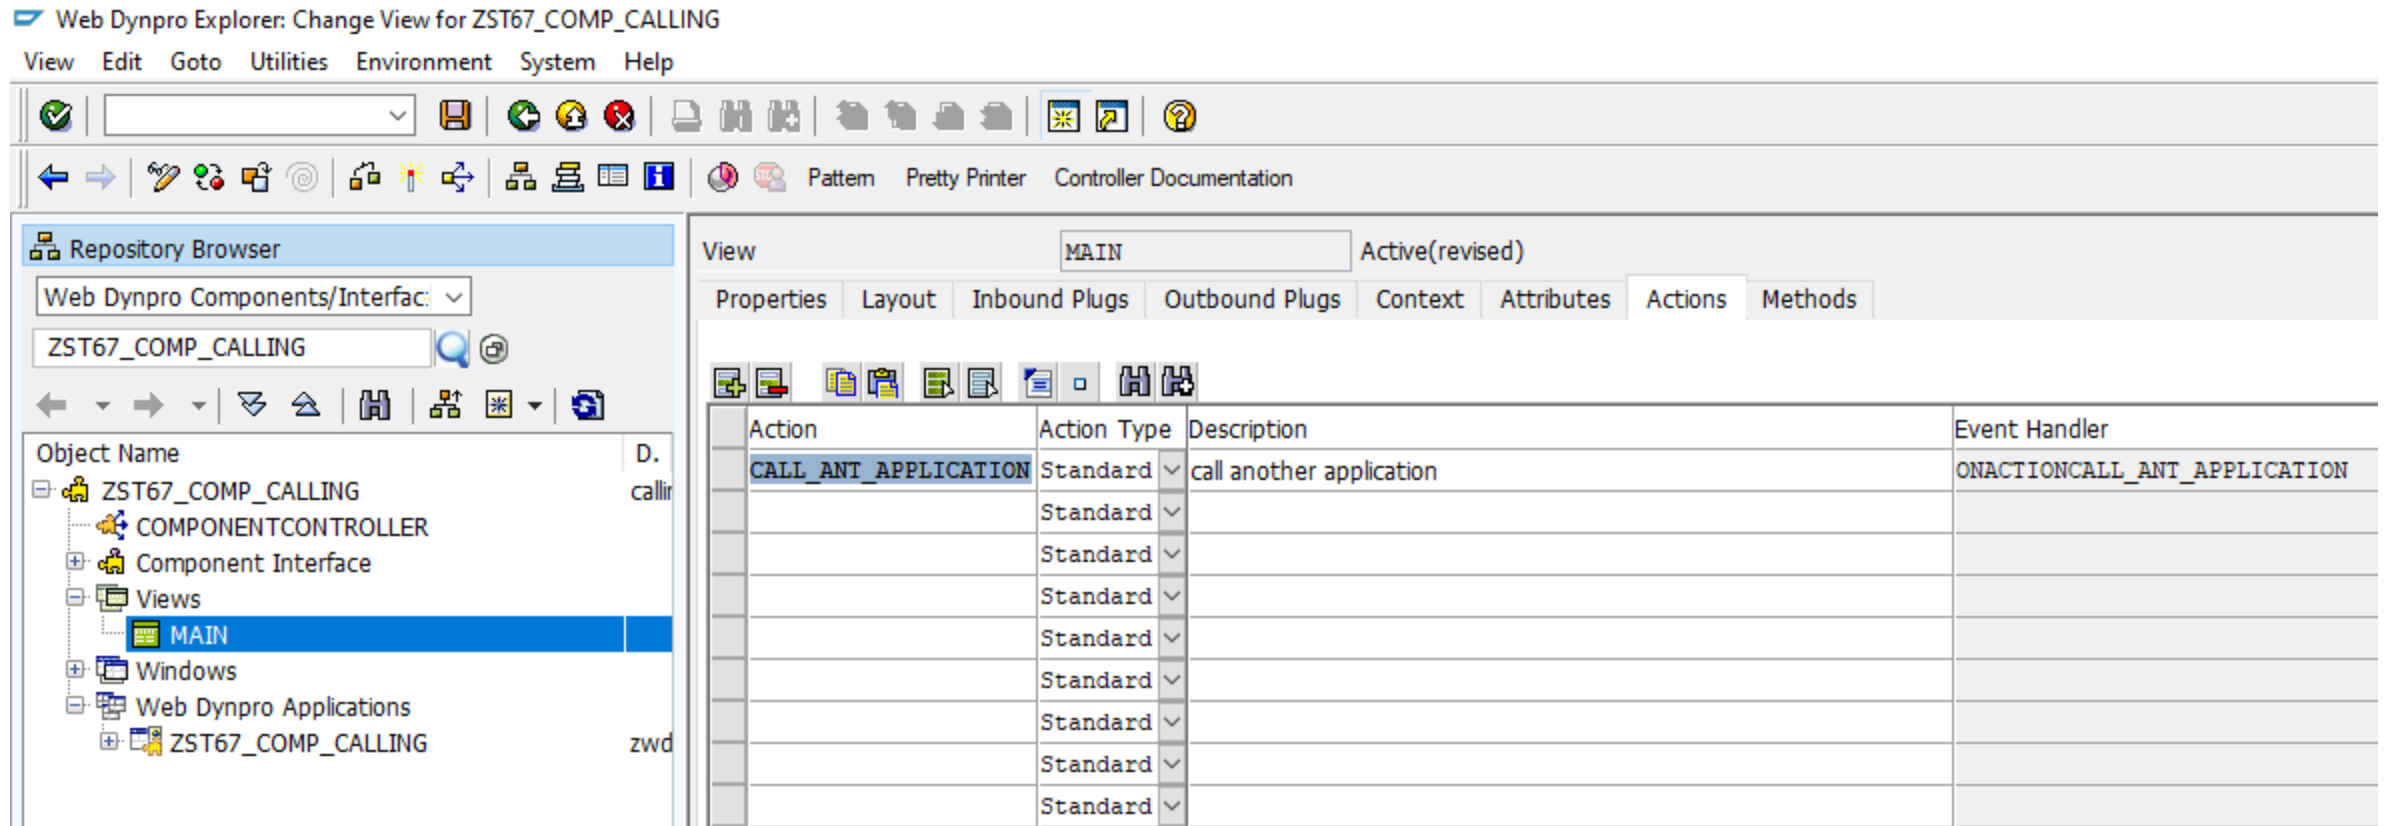 Web Dynpro Explorer: Change View for ZST67_COMP_CALLING
View Edit Goto Utilities Environment System Help
Pattern Pretty Printer Controller Documentation
Repository Browser
Web Dynpro Components/Interfac
ZST67_COMP_CALLING
Object Name D.
ZST67_COMP_CALLING callin
COMPONENTCONTROLLER
Component Interface
Views
MAIN
Windows
Web Dynpro Applications
ZST67_COMP_CALLING zwd
View MAIN Active(revised)
Properties Layout Inbound Plugs Outbound Plugs Context Attributes Actions Methods
Action Action Type Description Event Handler
CALL_ANT_APPLICATION Standard call another application ONACTIONCALL_ANT_APPLICATION
Standard
Standard
Standard
Standard
Standard
Standard
Standard
Standard